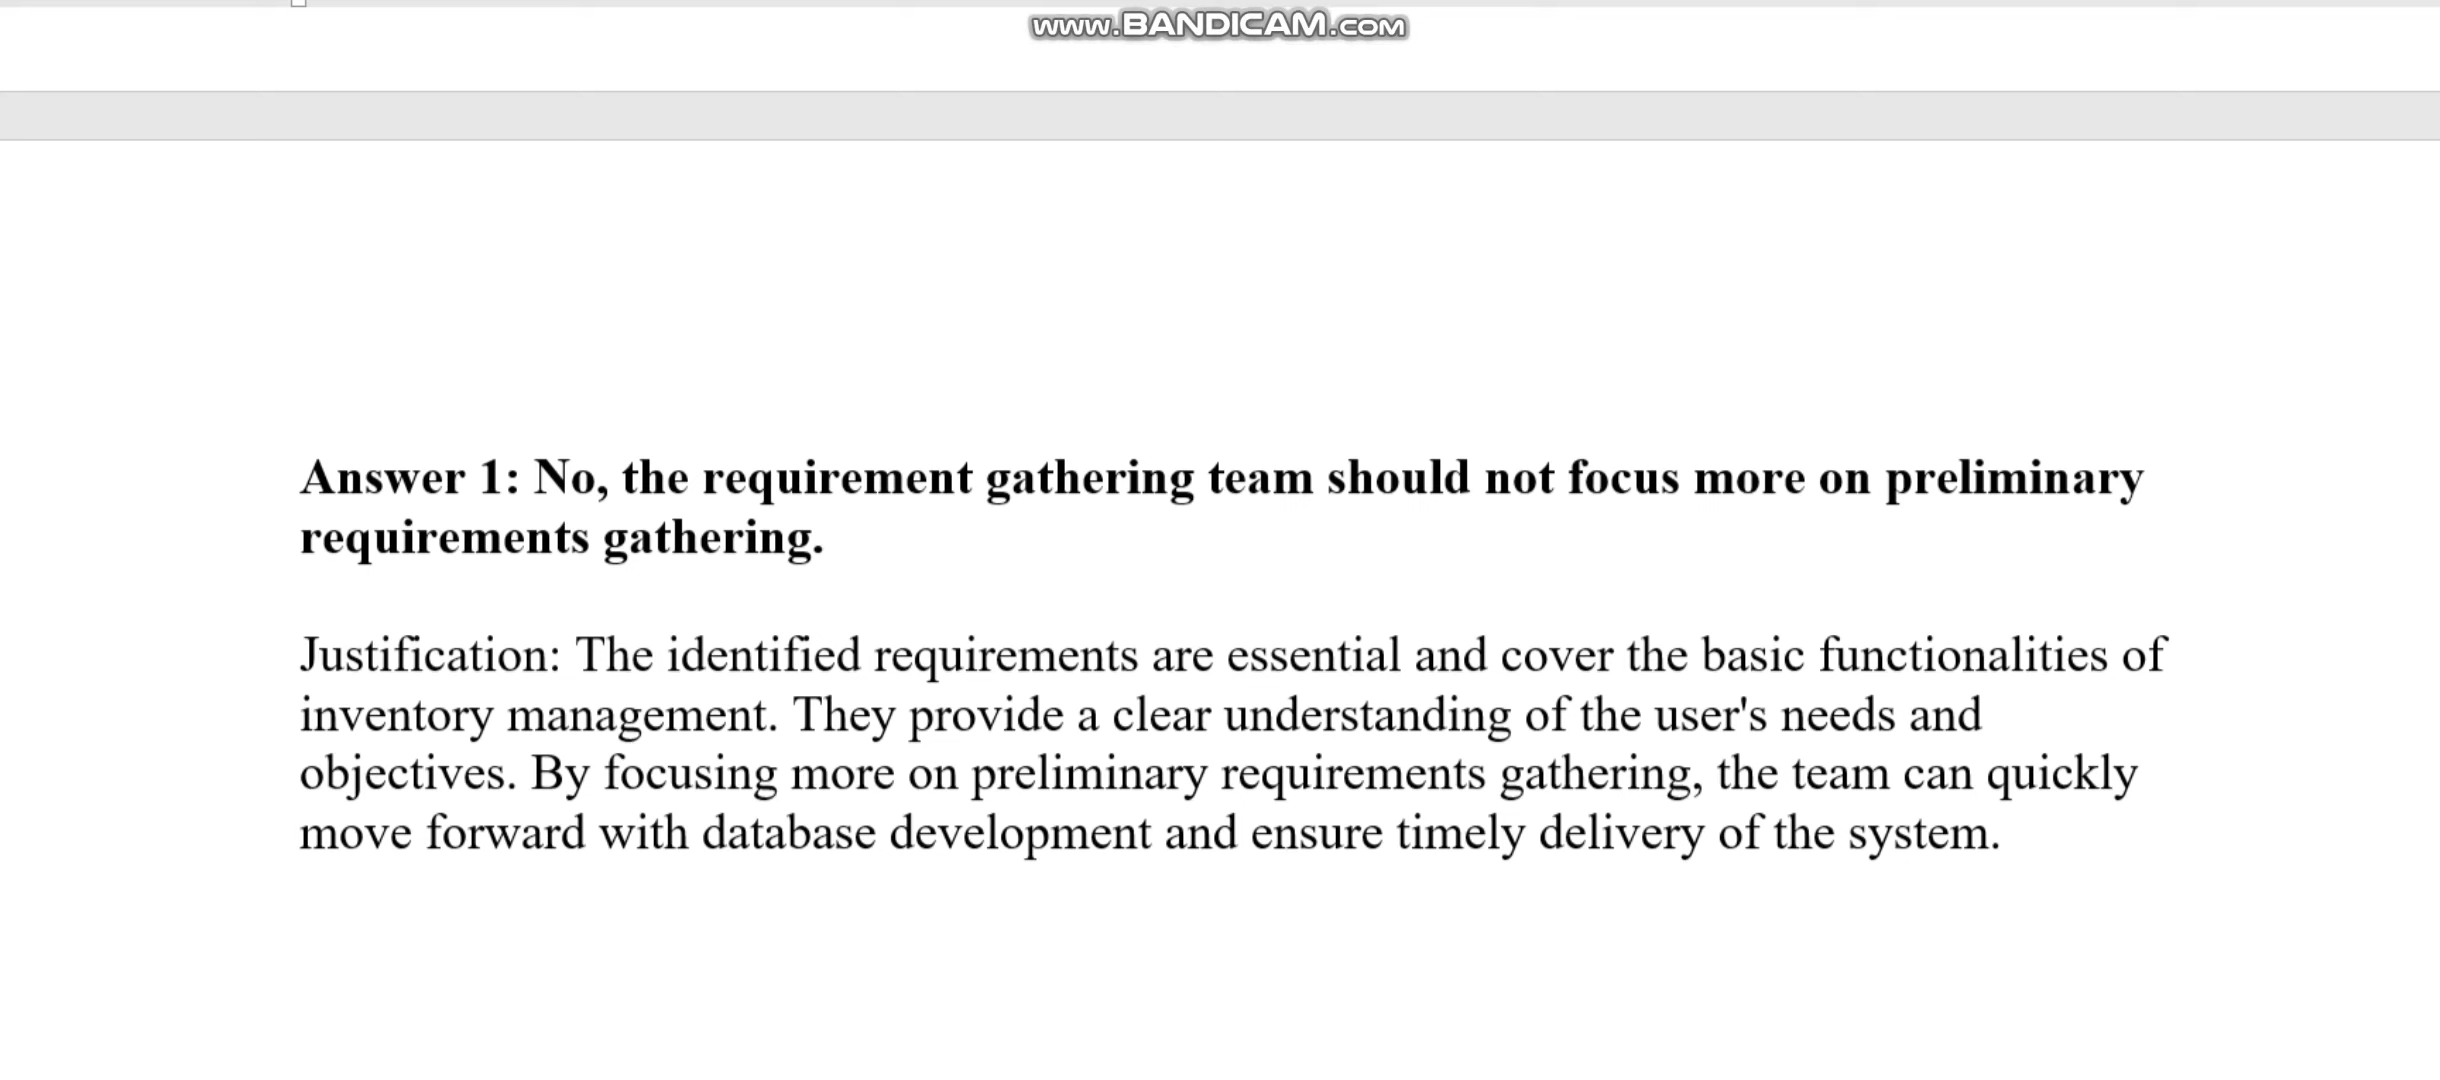 www.BANDICAM.com
Answer 1: No, the requirement gathering team should not focus more on preliminary
requirements gathering.
Justification: The identified requirements are essential and cover the basic functionalities of
inventory management. They provide a clear understanding of the user's needs and
objectives. By focusing more on preliminary requirements gathering, the team can quickly
move forward with database development and ensure timely delivery of the system.